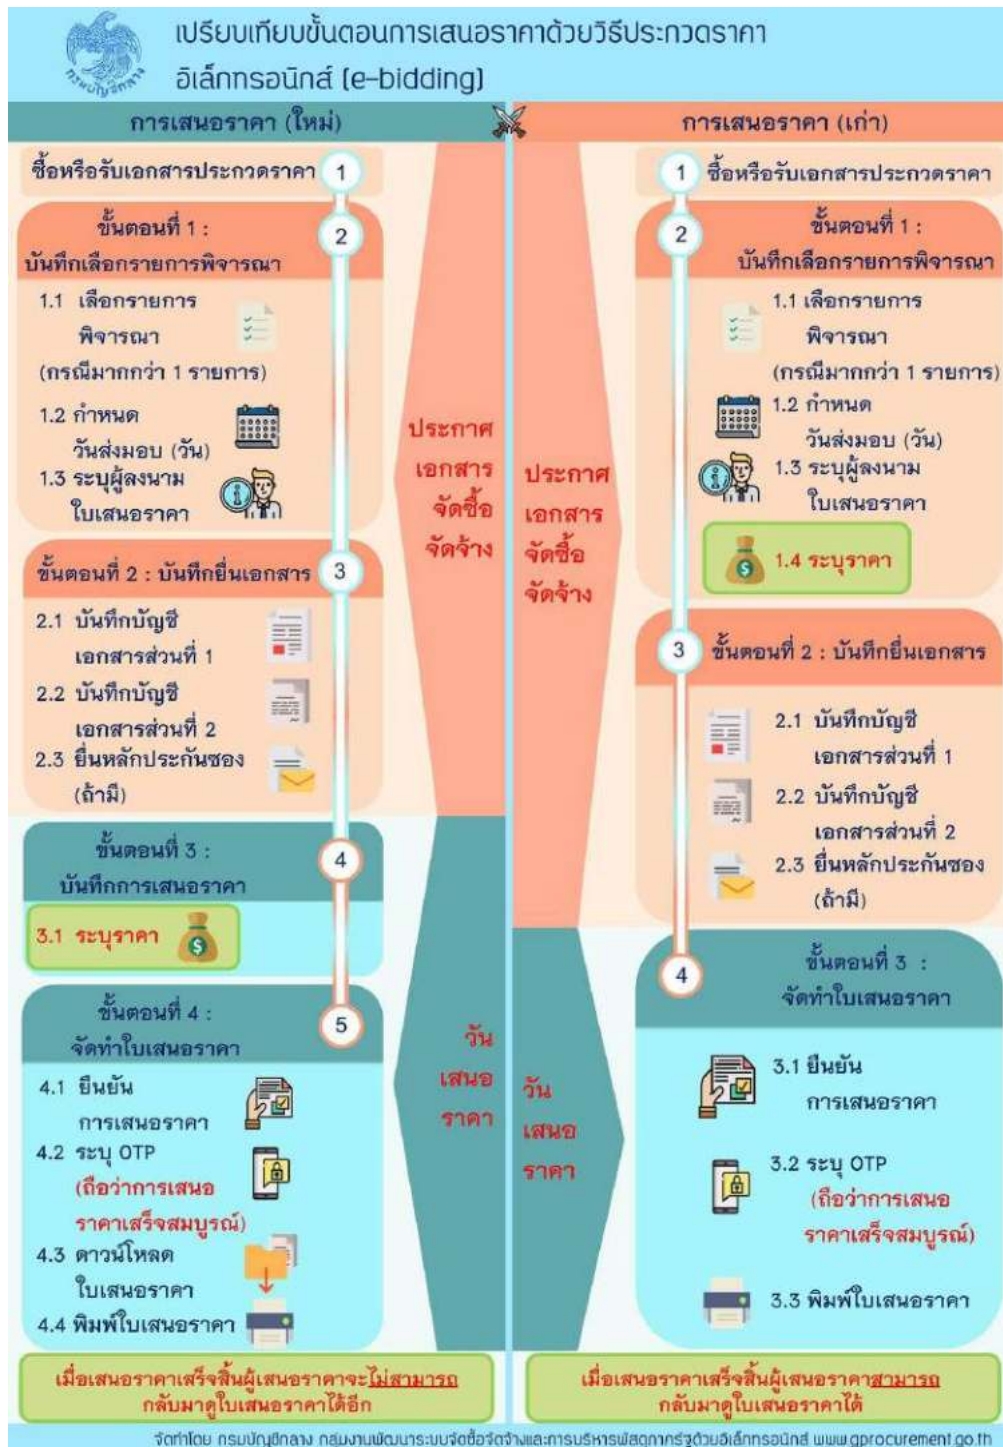 เปรียบเทียบขั้นตอนการเสนอราคาด้วยวิธีประกวดราคา
อิเล็กทรอนิกส์ (e-bidding)
กรมบัญชีกลาง
การเสนอราคา (ใหม่)
ซื้อหรือรับเอกสารประกวดราคา 1
ขั้นตอนที่ 1 :
2
บันทึกเลือกรายการพิจารณา
1.1 เลือกรายการ
พิจารณา
(กรณีมากกว่า 1 รายการ)
1.2 กำหนด
วันส่งมอบ (วัน)
1.3 ระบุผู้ลงนาม
ใบเสนอราคา
ขั้นตอนที่ 2 : บันทึกยื่นเอกสาร 3
2.1 บันทึกบัญชี
เอกสารส่วนที่ 1
2.2 บันทึกบัญชี
เอกสารส่วนที่ 2
2.3 ยื่นหลักประกันซอง
(ถ้ามี)
ขั้นตอนที่ 3 :
4
บันทึกการเสนอราคา
3.1 ระบุราคา
ขั้นตอนที่ 4 :
5
จัดทำใบเสนอราคา
4.1 ยืนยัน
การเสนอราคา
4.2 ระบุ OTP
(ถือว่าการเสนอ
ราคาเสร็จสมบูรณ์)
4.3 ดาวน์โหลด
ใบเสนอราคา
4.4 พิมพ์ใบเสนอราคา
ประกาศ
เอกสาร
จัดซื้อ
จัดจ้าง
วัน
เสนอ
ราคา
เมื่อเสนอราคาเสร็จสิ้นผู้เสนอราคาจะไม่สามารถ
กลับมาดูใบเสนอราคาได้อีก
การเสนอราคา (เก่า)
1 ซื้อหรือรับเอกสารประกวดราคา
ขั้นตอนที่ 1 :
2
บันทึกเลือกรายการพิจารณา
1.1 เลือกรายการ
พิจารณา
(กรณีมากกว่า 1 รายการ)
1.2 กำหนด
วันส่งมอบ (วัน)
1.3 ระบุผู้ลงนาม
ใบเสนอราคา
1.4 ระบุราคา
3 ขั้นตอนที่ 2 : บันทึกยื่นเอกสาร
2.1 บันทึกบัญชี
เอกสารส่วนที่ 1
2.2 บันทึกบัญชี
เอกสารส่วนที่ 2
2.3 ยื่นหลักประกันซอง
(ถ้ามี)
ขั้นตอนที่ 3 :
4
จัดทำใบเสนอราคา
3.1 ยืนยัน
การเสนอราคา
3.2 ระบุ OTP
(ถือว่าการเสนอ
ราคาเสร็จสมบูรณ์)
3.3 พิมพ์ใบเสนอราคา
ประกาศ
เอกสาร
จัดซื้อ
จัดจ้าง
วัน
เสนอ
ราคา
เมื่อเสนอราคาเสร็จสิ้นผู้เสนอราคาสามารถ
กลับมาดูใบเสนอราคาได้
จัดทำโดย กรมบัญชีกลาง กลุ่มงานพัฒนาระบบจัดซื้อจัดจ้างและการบริหารพัสดุภาครัฐด้วยอิเล็กทรอนิกส์ www.gprocurement.go.th